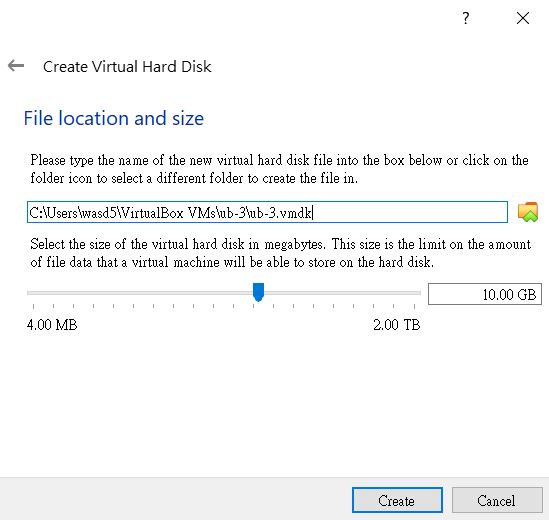 ?
Create Virtual Hard Disk
File location and size
Please type the name of the new virtual hard disk file into the box below or click on the
folder icon to select a different folder to create the file in.
C:\Users\wasd5\VirtualBox VMs\ub-3\ub-3.vmdk
Select the size of the virtual hard disk in megabytes. This size is the limit on the amount
of file data that a virtual machine will be able to store on the hard disk.
10.00 GB
4.00 MB 2.00 TB
Create Cancel